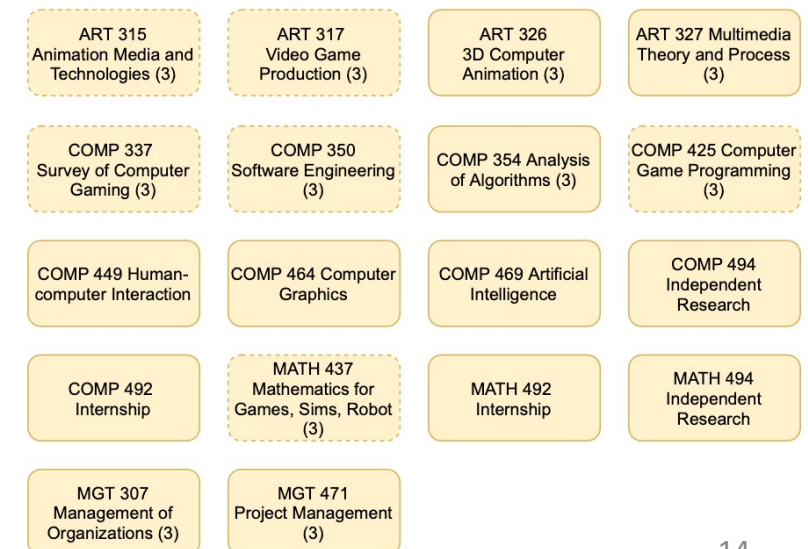 ART 315
Animation Media and
Technologies (3)
ART 317
Video Game
Production (3)
ART 326
3D Computer
Animation (3)
ART 327 Multimedia
Theory and Process
(3)
COMP 337
Survey of Computer
Gaming (3)
COMP 350
Software Engineering
(3)
COMP 354 Analysis
of Algorithms (3)
COMP 425 Computer
Game Programming
(3)
COMP 449 Human-
computer Interaction
COMP 464 Computer
Graphics
COMP 469 Artificial
Intelligence
COMP 494
Independent
Research
COMP 492
Internship
MATH 437
Mathematics for
Games, Sims, Robot
(3)
MATH 492
Internship
MATH 494
Independent
Research
MGT 307
Management of
Organizations (3)
MGT 471
Project Management
(3)
14